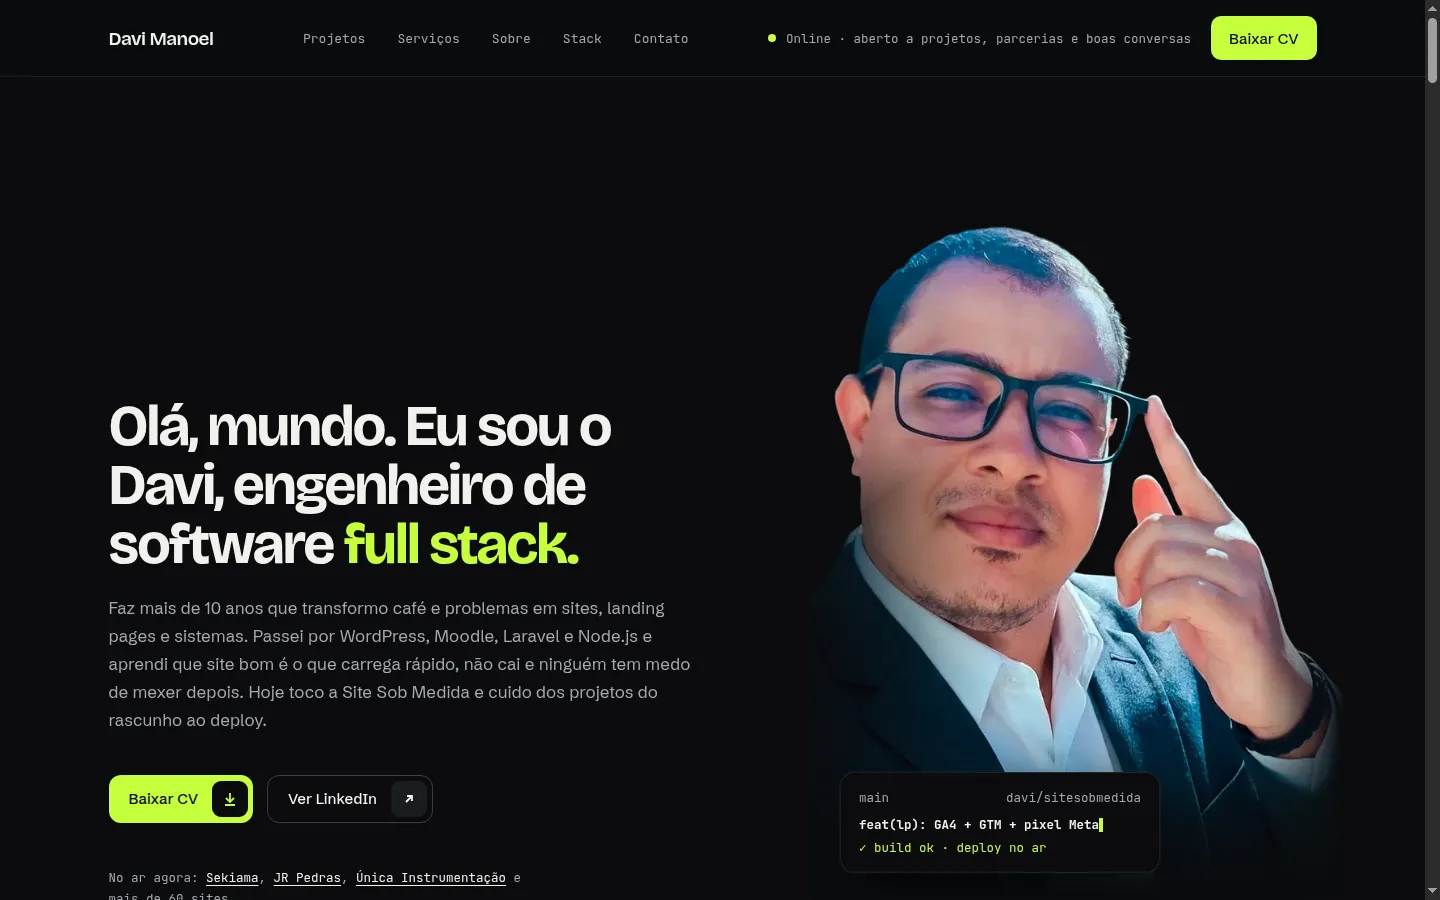 Davi Manoel
Projetos
Serviços
Sobre
Stack
Contato
Online · aberto a projetos, parcerias e boas conversas
Baixar CV
Olá, mundo. Eu sou o
Davi, engenheiro de
software full stack.
Faz mais de 10 anos que transformo café e problemas em sites, landing
pages e sistemas. Passei por WordPress, Moodle, Laravel e Node.js e
aprendi que site bom é o que carrega rápido, não cai e ninguém tem medo
de mexer depois. Hoje toco a Site Sob Medida e cuido dos projetos do
rascunho ao deploy.
Baixar CV
Ver LinkedIn
No ar agora: Sekiama, JR Pedras, Única Instrumentação e
mais de 60 sites
main
davi/sitesobmedida
feat(lp): GA4 + GTM + pixel Meta
✓ build ok · deploy no ar